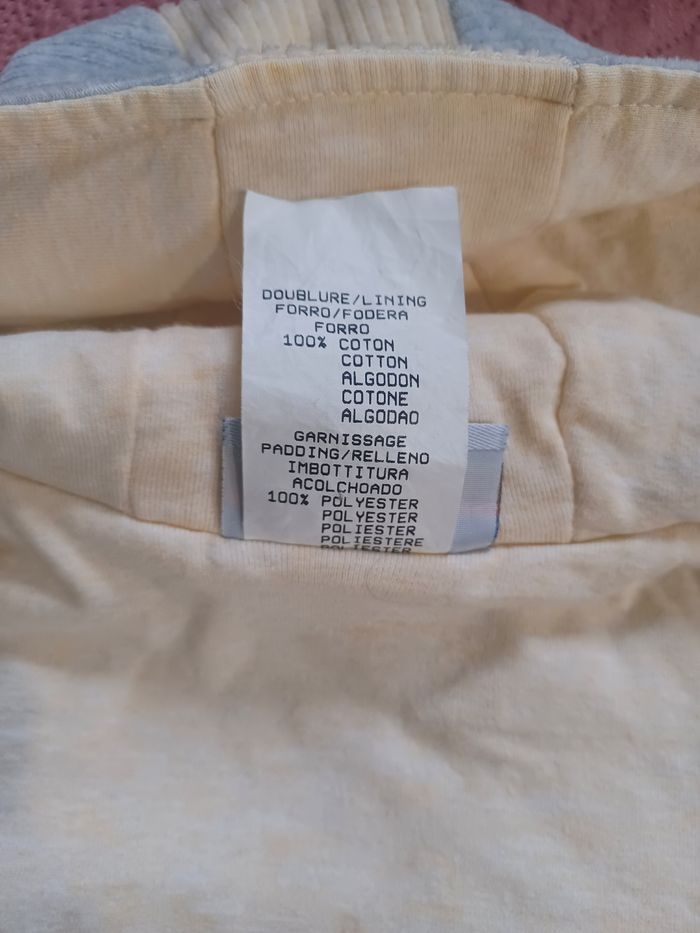 DOUBLURE/LINING
FORRO/FODERA
FORRO
100% COTON
COTTON
ALGODON
COTONE
ALGODAO
GARNISSAGE
PADDING/RELLENO
IMBOTTITURA
ACOLCHOADO
100% POLYESTER
POLYESTER
POLIESTER
POLIESTERE
POLIESTER